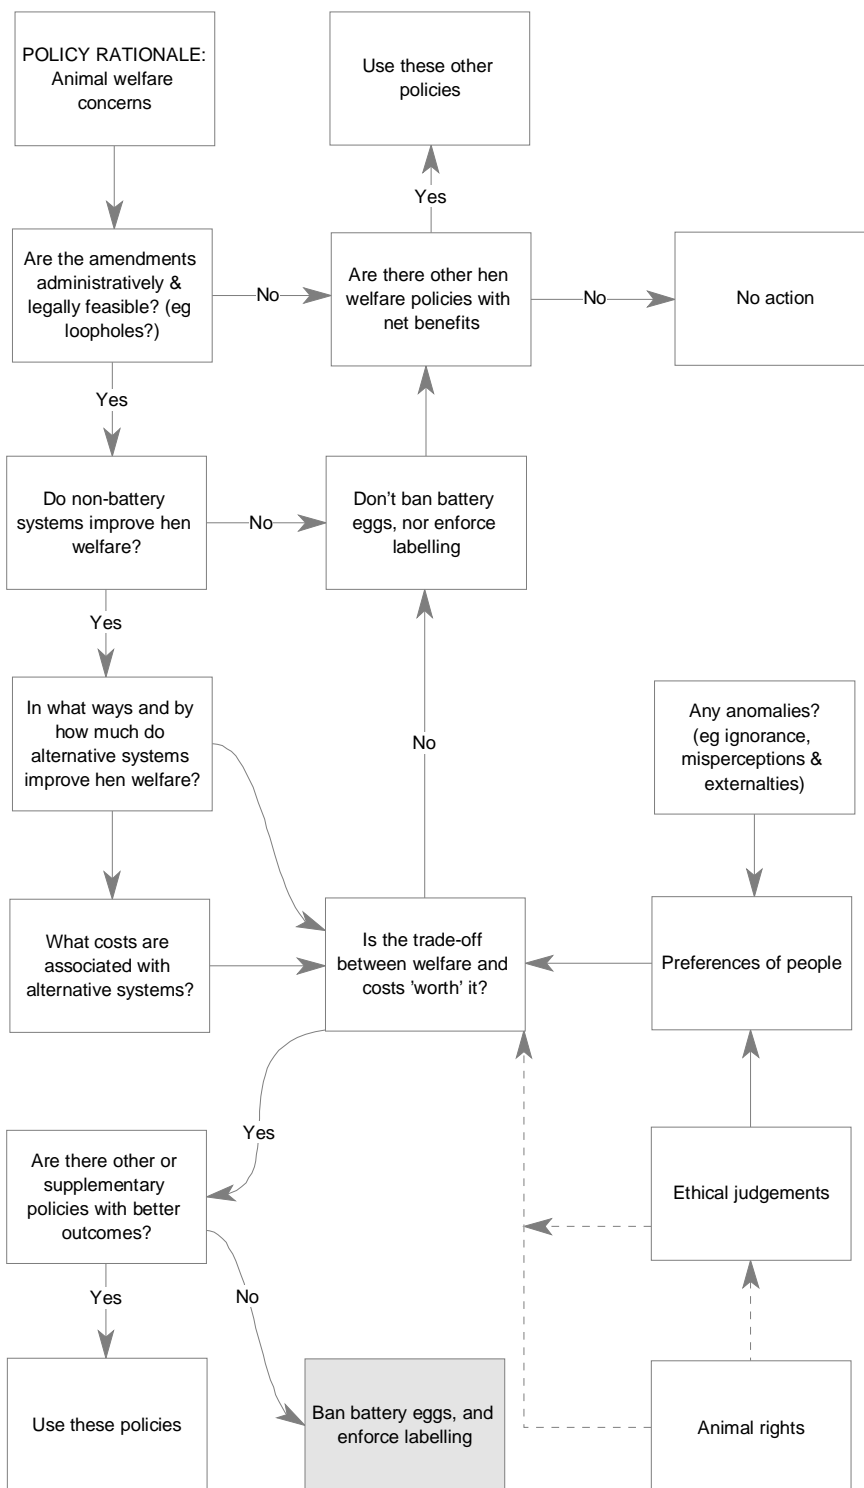 POLICY RATIONALE:
Animal welfare
concerns
Use these other
policies
Yes
Are the amendments
administratively &
legally feasible? (eg
loopholes?)
No
Are there other hen
welfare policies with
net benefits
No
No action
Yes
Do non-battery
systems improve hen
welfare?
No
Don't ban battery
eggs, nor enforce
labelling
Yes
In what ways and by
how much do
alternative systems
improve hen welfare?
No
Any anomalies?
(eg ignorance,
misperceptions &
externalties)
What costs are
associated with
alternative systems?
Is the trade-off
between welfare and
costs 'worth' it?
Preferences of people
Yes
Are there other or
supplementary
policies with better
outcomes?
Ethical judgements
Yes
No
Use these policies
Ban battery eggs, and
enforce labelling
Animal rights